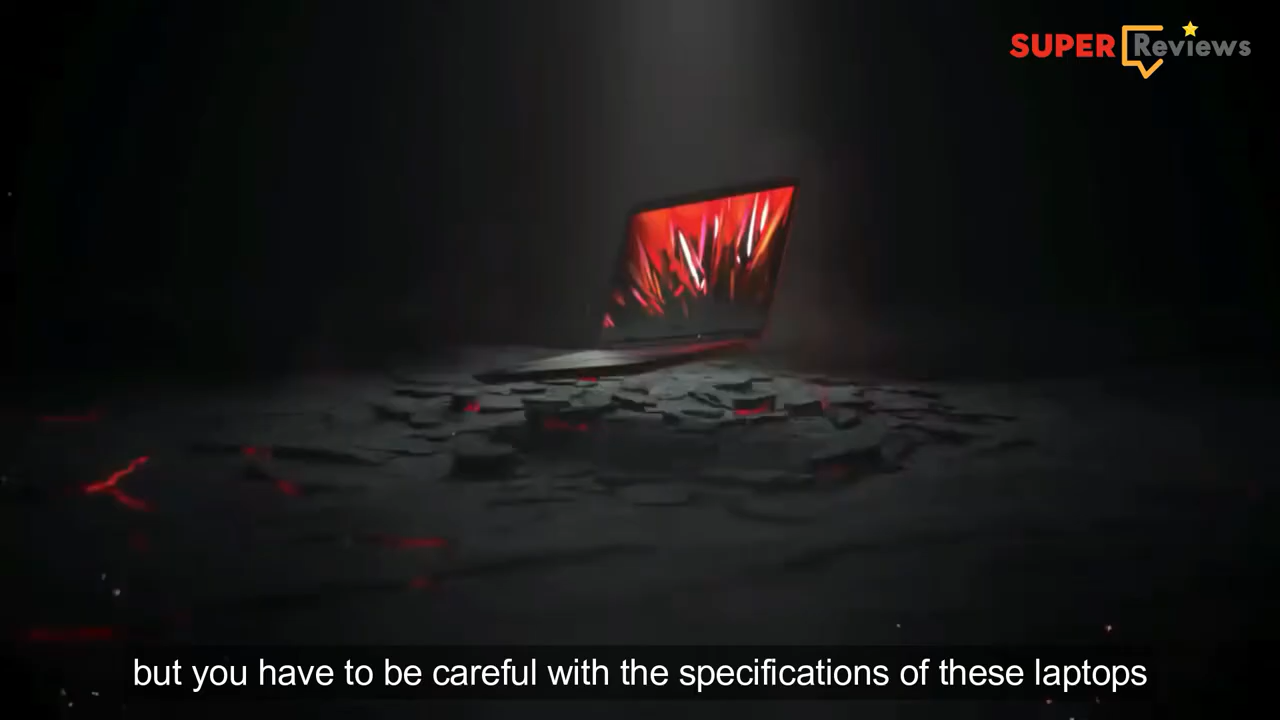 SUPER Reviews
but you have to be careful with the specifications of these laptops